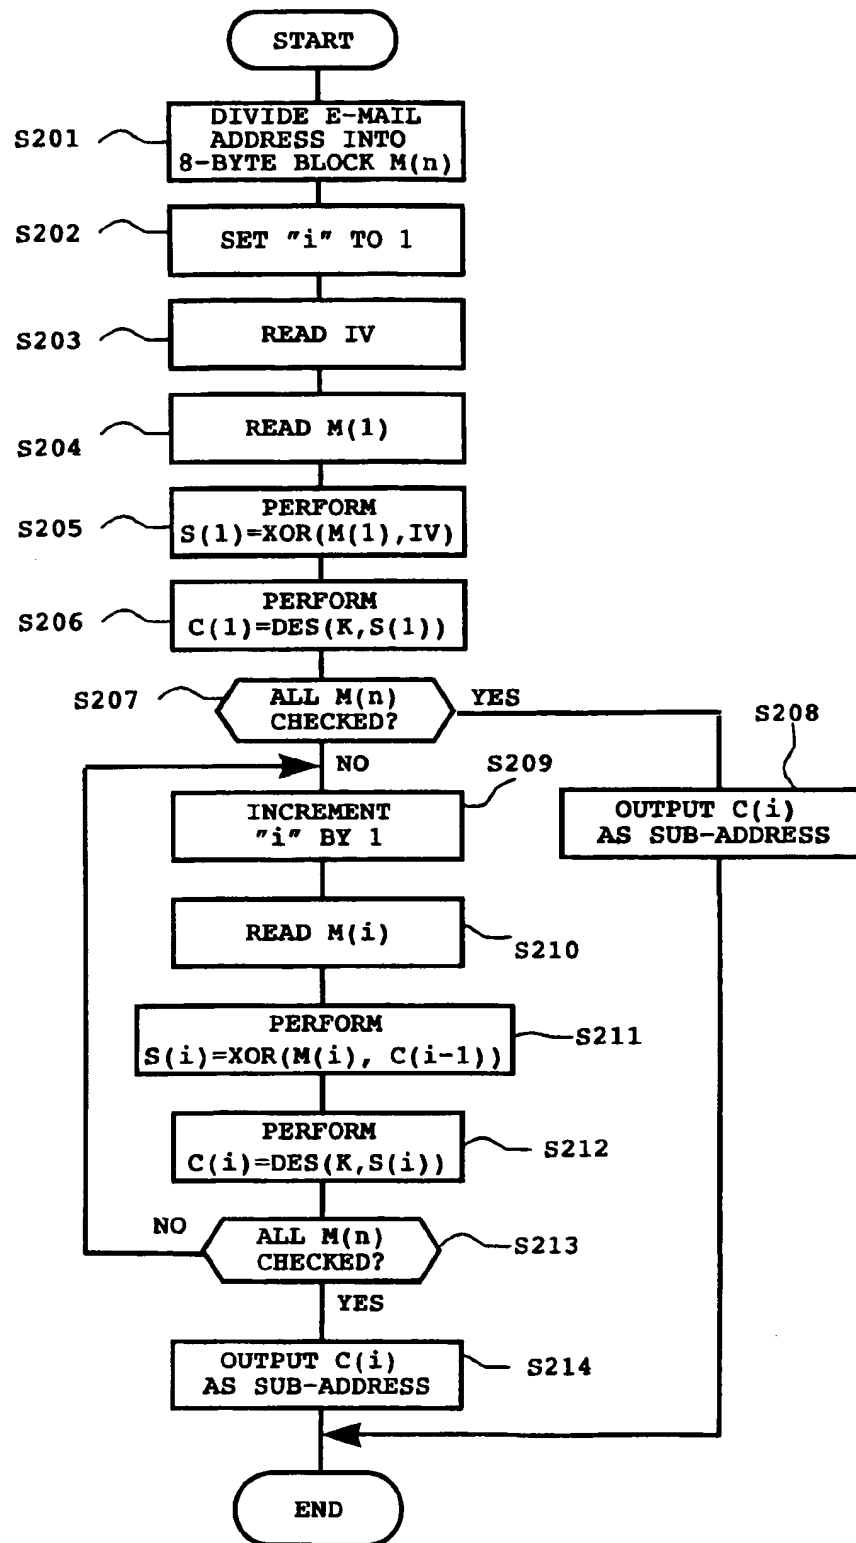 START
S201
DIVIDE E-MAIL
ADDRESS INTO
8-BYTE BLOCK M(n)
S202
SET "i" TO 1
S203
READ IV
S204
READ M(1)
S205
PERFORM
S(1)=XOR(M(1),IV)
S206
PERFORM
C(1)=DES(K,S(1))
S207
ALL M(n)
CHECKED?
YES
S208
OUTPUT C(i)
AS SUB-ADDRESS
NO
S209
INCREMENT
"i" BY 1
READ M(i)
S210
PERFORM
S(i)=XOR(M(i), C(i-1))
S211
PERFORM
C(i)=DES(K,S(i))
S212
NO
ALL M(n)
CHECKED?
S213
YES
OUTPUT C(i)
AS SUB-ADDRESS
S214
END